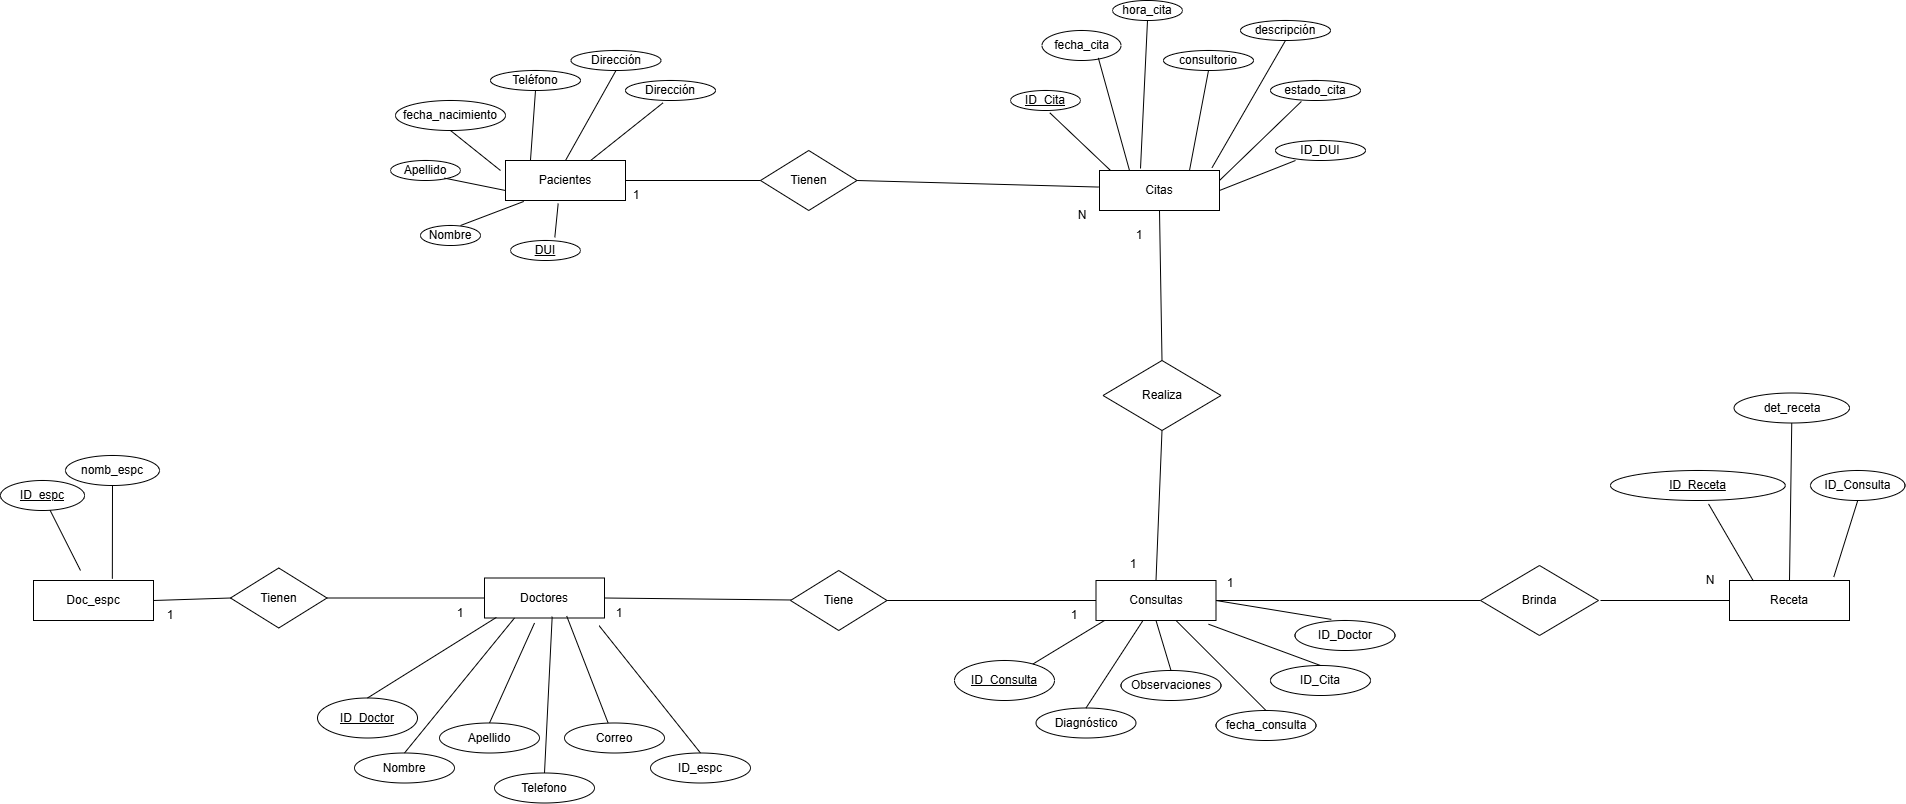 hora_cita
descripción
fecha_cita
Dirección
consultorio
Teléfono
Dirección
estado_cita
ID_Cita
fecha_nacimiento
ID_DUI
Apellido
Pacientes
Tienen
Citas
1
N
Nombre
1
DUI
Realiza
det_receta
nomb_espc
ID_espc
ID_Receta
ID_Consulta
1
1
N
Doc_espc
Tienen
Doctores
Tiene
Consultas
Brinda
Receta
1
1
1
1
ID_Doctor
ID_Consulta
Observaciones
ID_Cita
ID_Doctor
Diagnóstico
fecha_consulta
Apellido
Correo
Nombre
ID_espc
Telefono